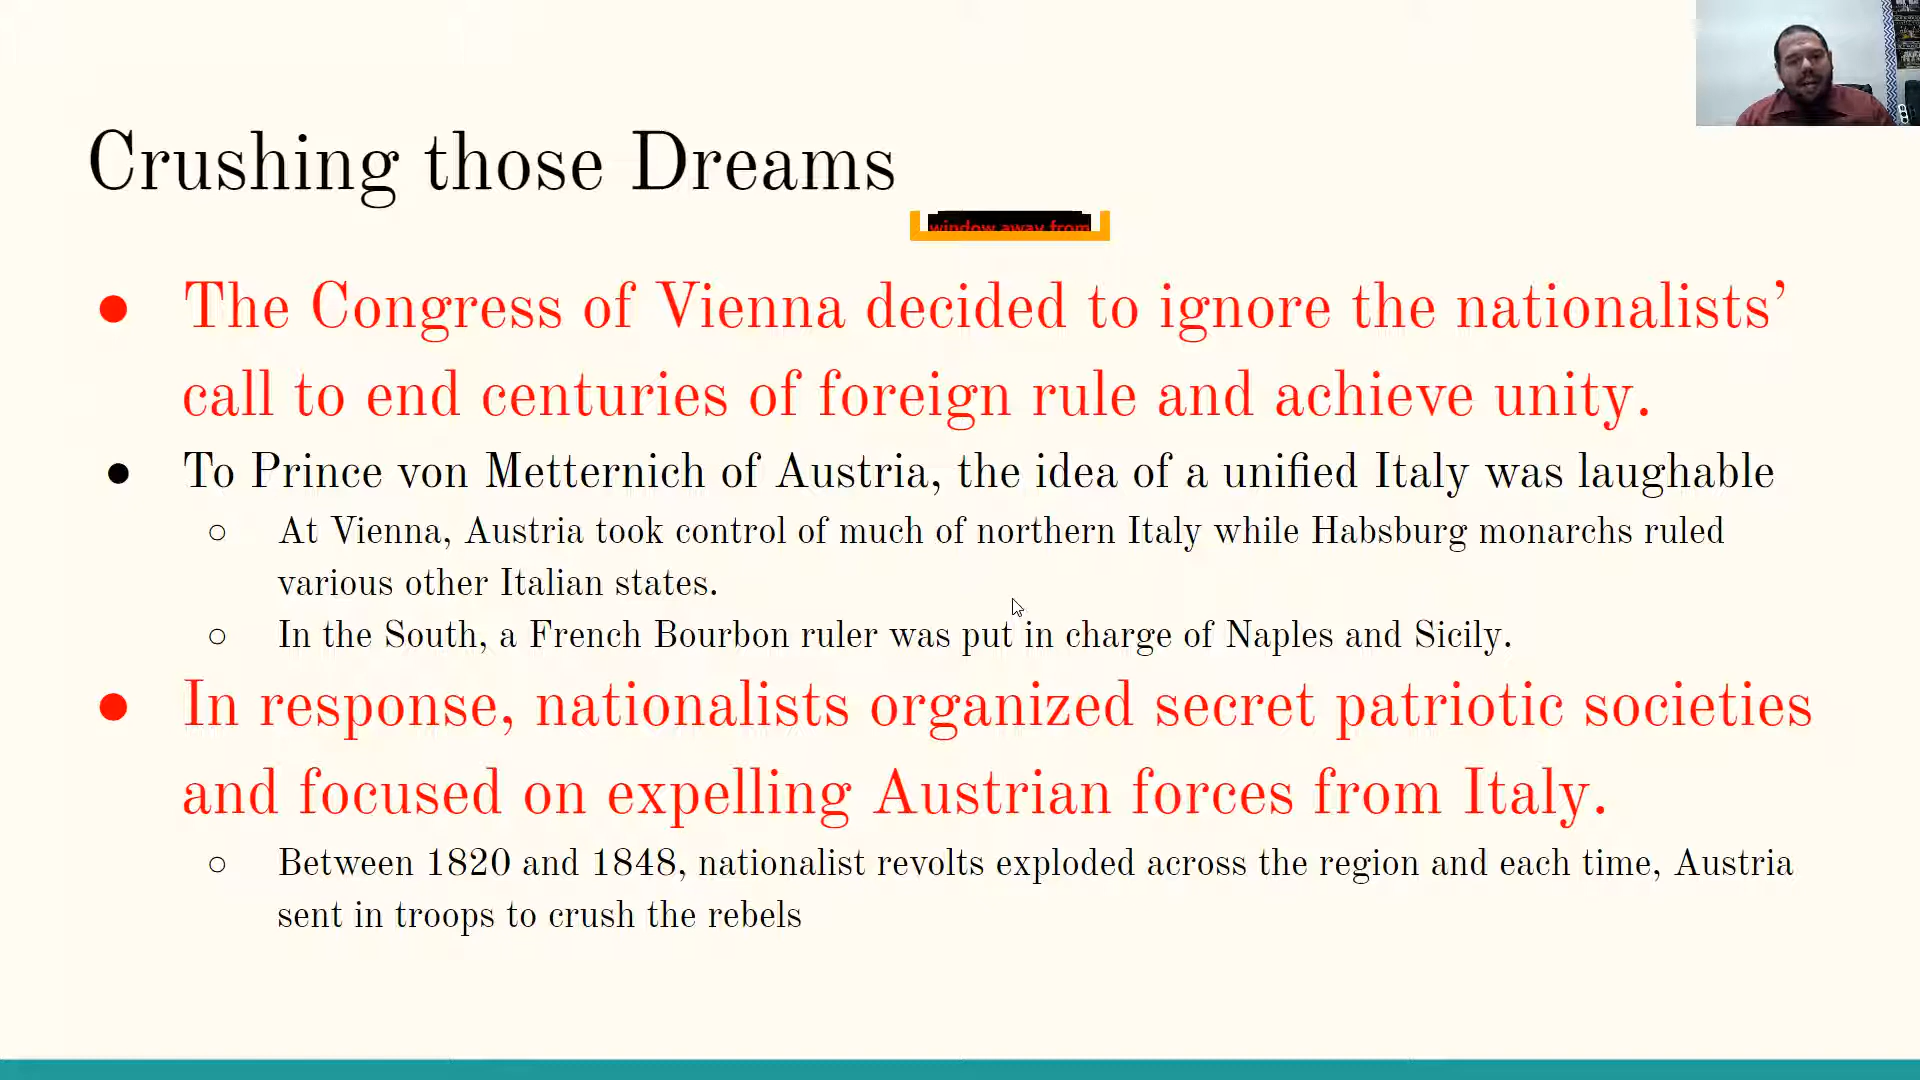 Crushing those Dreams
window away from
● The Congress of Vienna decided to ignore the nationalists’
call to end centuries of foreign rule and achieve unity.
● To Prince von Metternich of Austria, the idea of a unified Italy was laughable
○ At Vienna, Austria took control of much of northern Italy while Habsburg monarchs ruled
various other Italian states.
○ In the South, a French Bourbon ruler was put in charge of Naples and Sicily.
● In response, nationalists organized secret patriotic societies
and focused on expelling Austrian forces from Italy.
○ Between 1820 and 1848, nationalist revolts exploded across the region and each time, Austria
sent in troops to crush the rebels